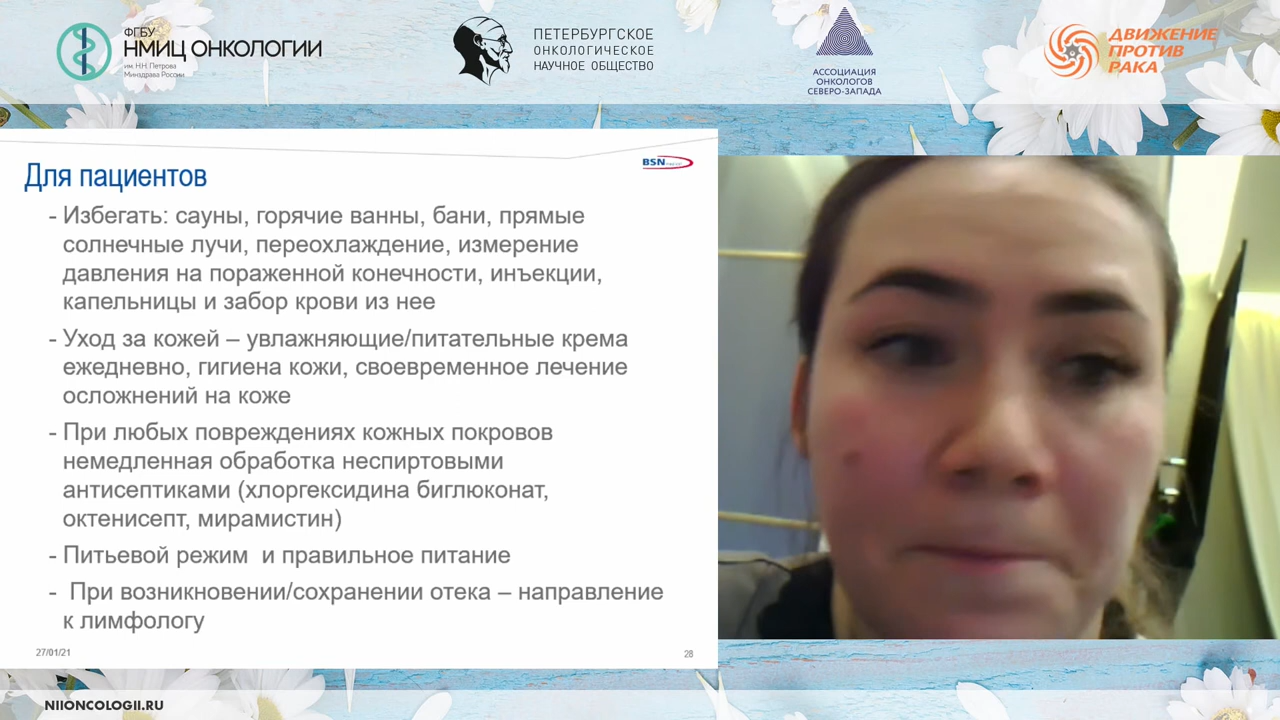 ФГБУ
НМИЦ ОНКОЛОГИИ
им. Н.Н. Петрова
Минздрава России
ПЕТЕРБУРГСКОЕ
ОНКОЛОГИЧЕСКОЕ
НАУЧНОЕ ОБЩЕСТВО
АССОЦИАЦИЯ
ОНКОЛОГОВ
СЕВЕРО-ЗАПАДА
ДВИЖЕНИЕ
ПРОТИВ
РАКА
BSN
Для пациентов
- Избегать: сауны, горячие ванны, бани, прямые
солнечные лучи, переохлаждение, измерение
давления на пораженной конечности, инъекции,
капельницы и забор крови из нее
- Уход за кожей – увлажняющие/питательные крема
ежедневно, гигиена кожи, своевременное лечение
осложнений на коже
- При любых повреждениях кожных покровов
немедленная обработка неспиртовыми
антисептиками (хлоргексидина биглюконат,
октенисепт, мирамистин)
- Питьевой режим и правильное питание
- При возникновении/сохранении отека – направление
к лимфологу
27/01/21
28
NIIONCOLOGII.RU